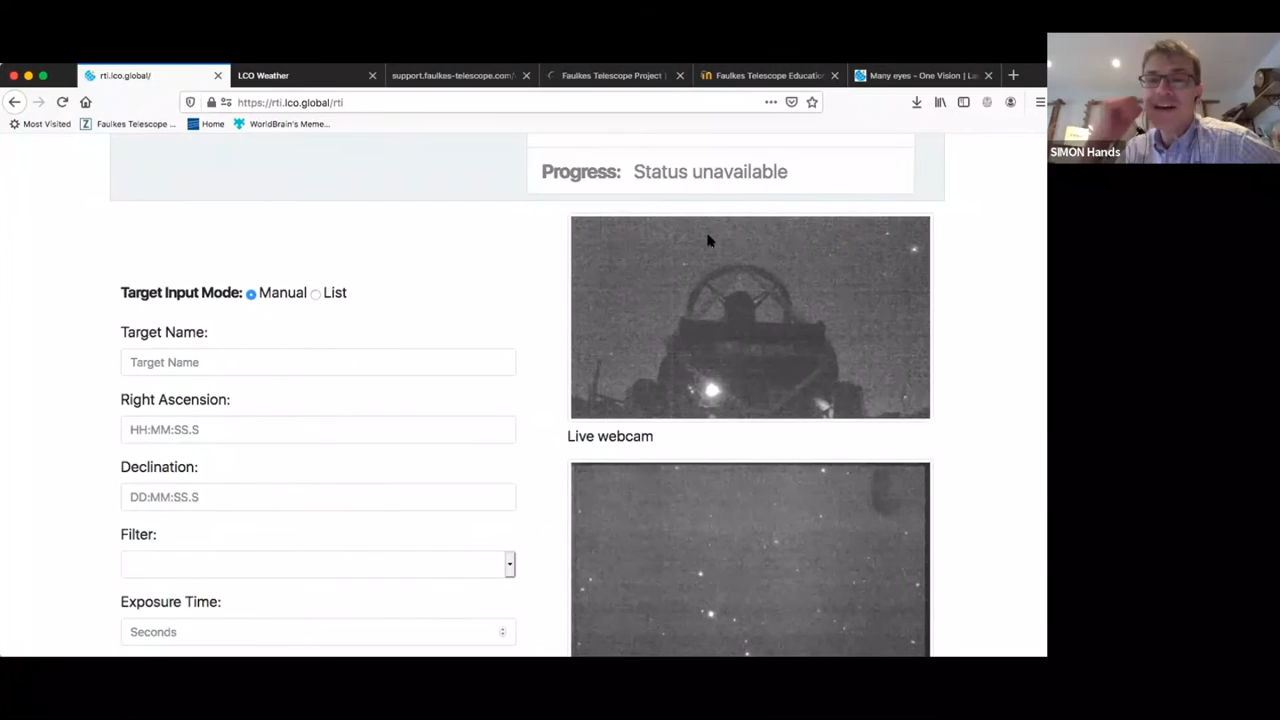 rti.lco.global/
LCO Weather
support.faulkes-telescope.com/
Faulkes Telescope Project |
Faulkes Telescope Educatio
Many eyes - One Vision | La
https://rti.lco.global/rti
Most Visited
Faulkes Telescope ...
Home
WorldBrain's Meme...
SIMON Hands
Progress: Status unavailable
Target Input Mode: Manual List
Target Name:
Target Name
Right Ascension:
HH:MM:SS.S
Live webcam
Declination:
DD:MM:SS.S
Filter:
Exposure Time:
Seconds